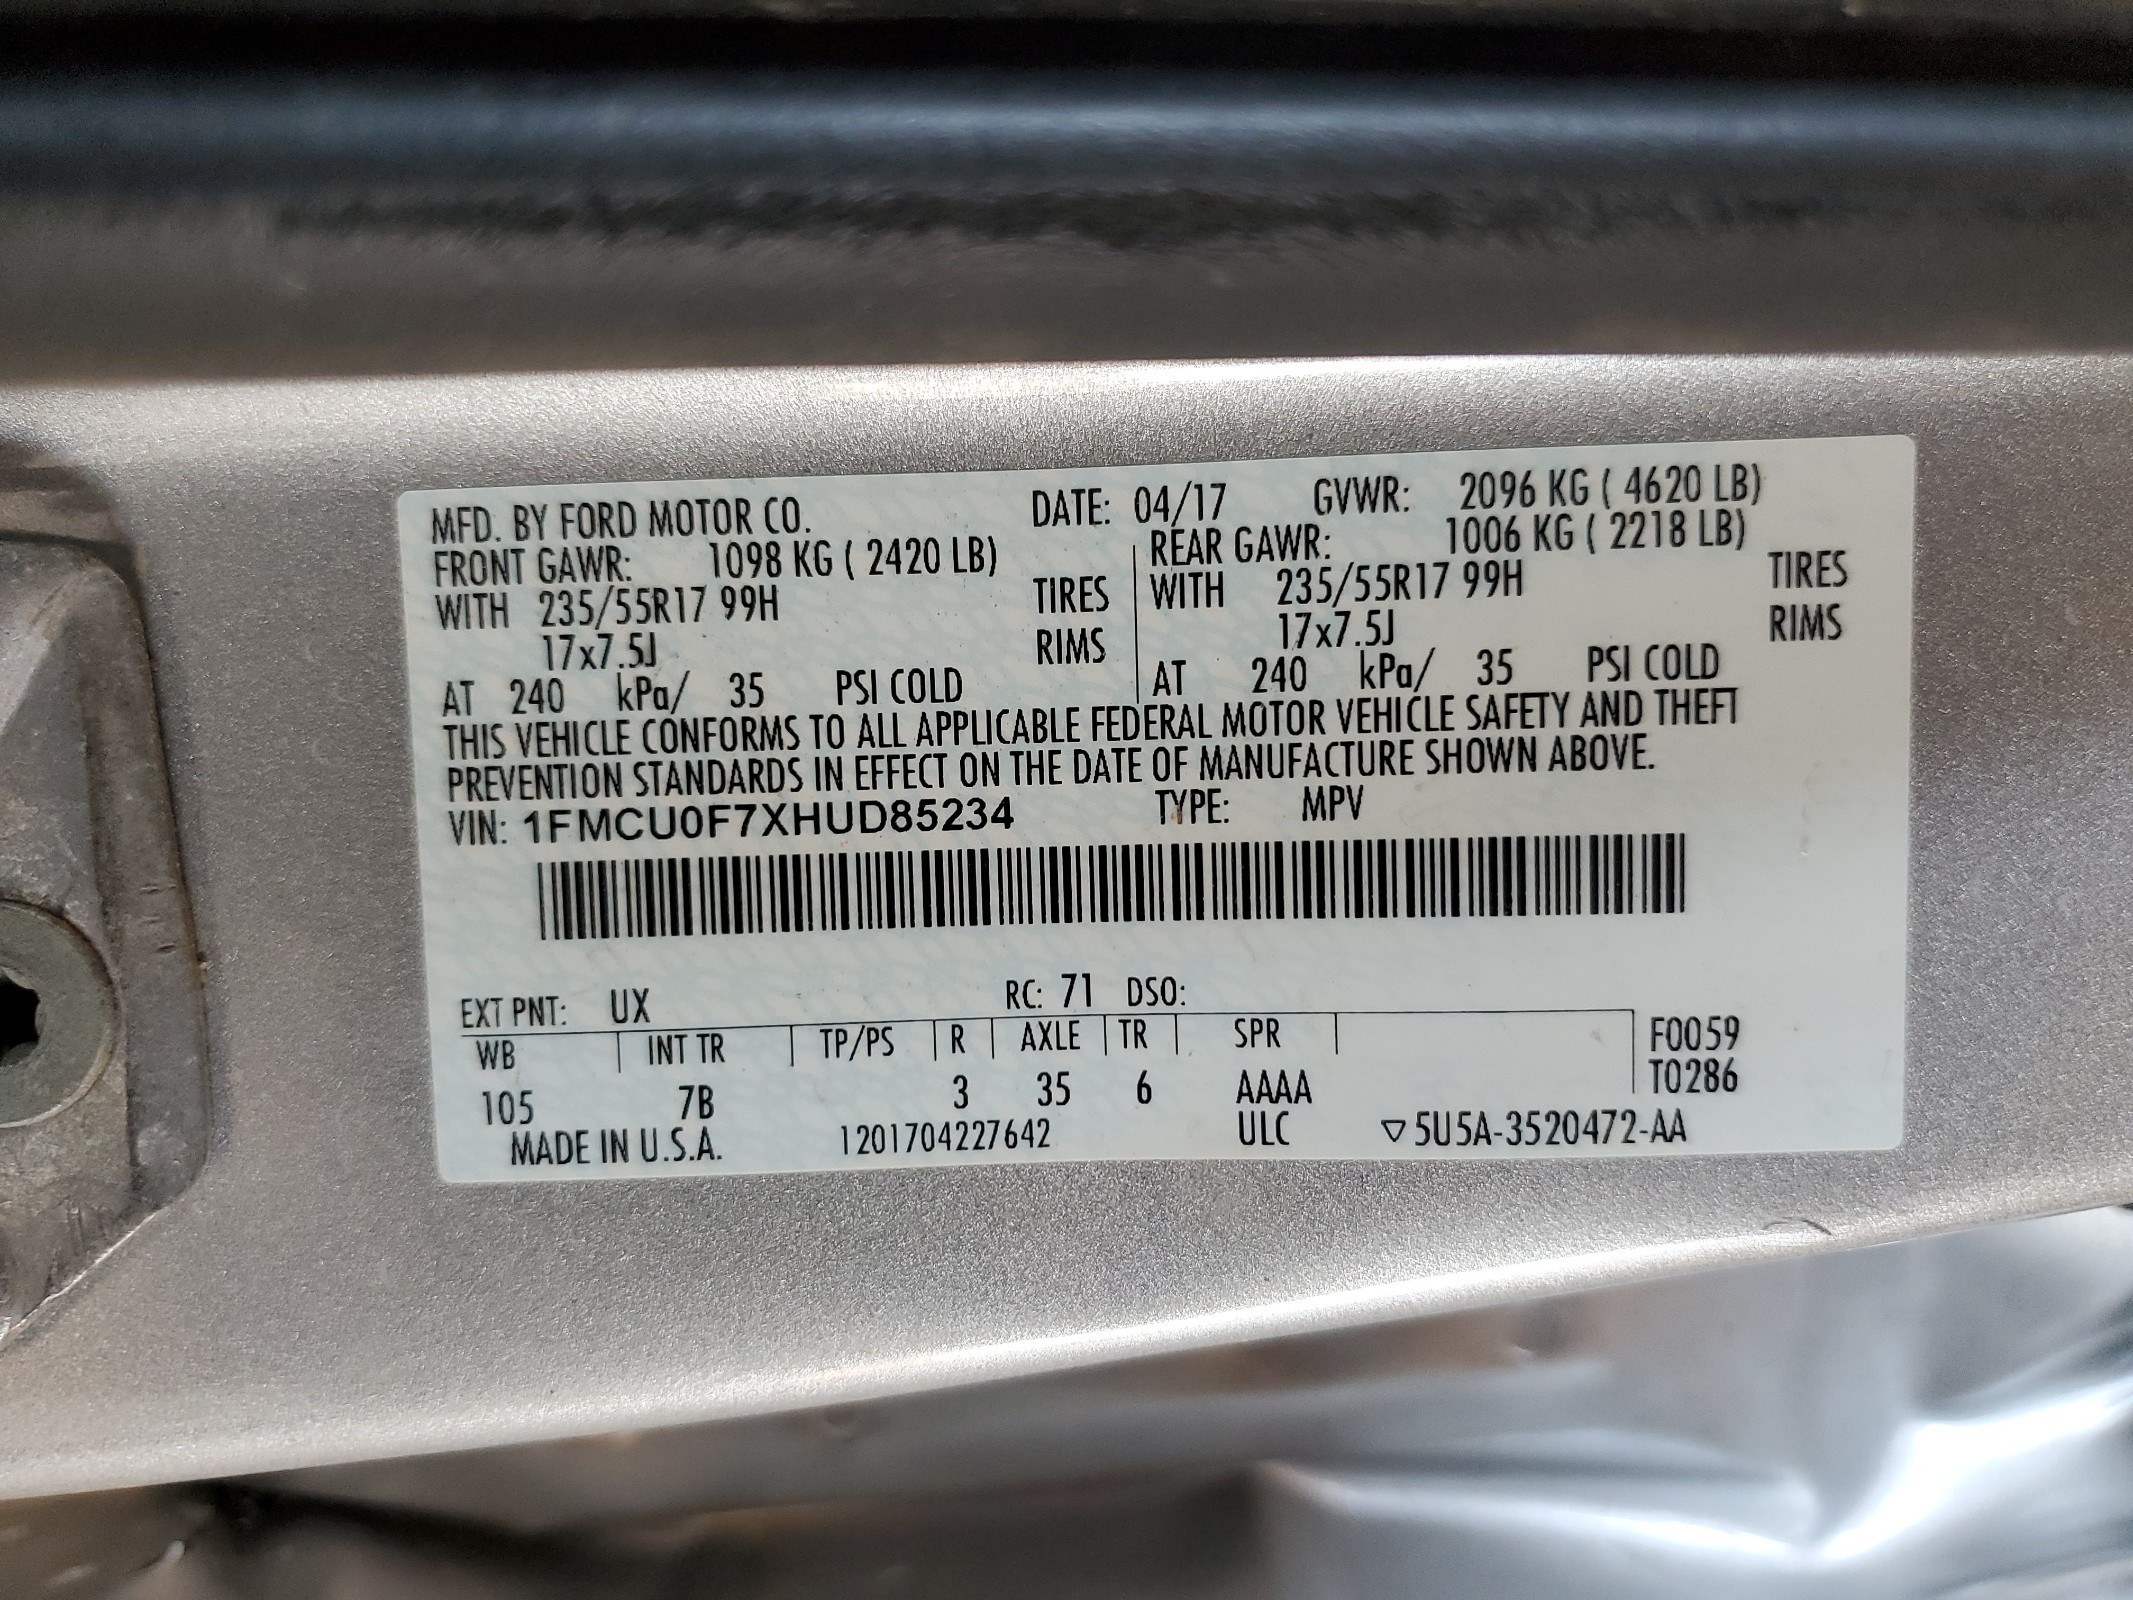 MFD. BY FORD MOTOR CO. DATE: 04/17 GVWR: 2096 KG ( 4620 LB)
FRONT GAWR: 1098 KG ( 2420 LB) REAR GAWR: 1006 KG ( 2218 LB)
WITH 235/55R17 99H TIRES WITH 235/55R17 99H TIRES
17x7.5J RIMS 17x7.5J RIMS
AT 240 kPa/ 35 PSI COLD AT 240 kPa/ 35 PSI COLD
THIS VEHICLE CONFORMS TO ALL APPLICABLE FEDERAL MOTOR VEHICLE SAFETY AND THEFT
PREVENTION STANDARDS IN EFFECT ON THE DATE OF MANUFACTURE SHOWN ABOVE.
VIN: 1FMCU0F7XHUD85234 TYPE: MPV
EXT PNT: UX RC: 71 DSO:
WB INT TR TP/PS R AXLE TR SPR F0059
105 7B 3 35 6 AAAA T0286
MADE IN U.S.A. 1201704227642 ULC ▽5U5A-3520472-AA